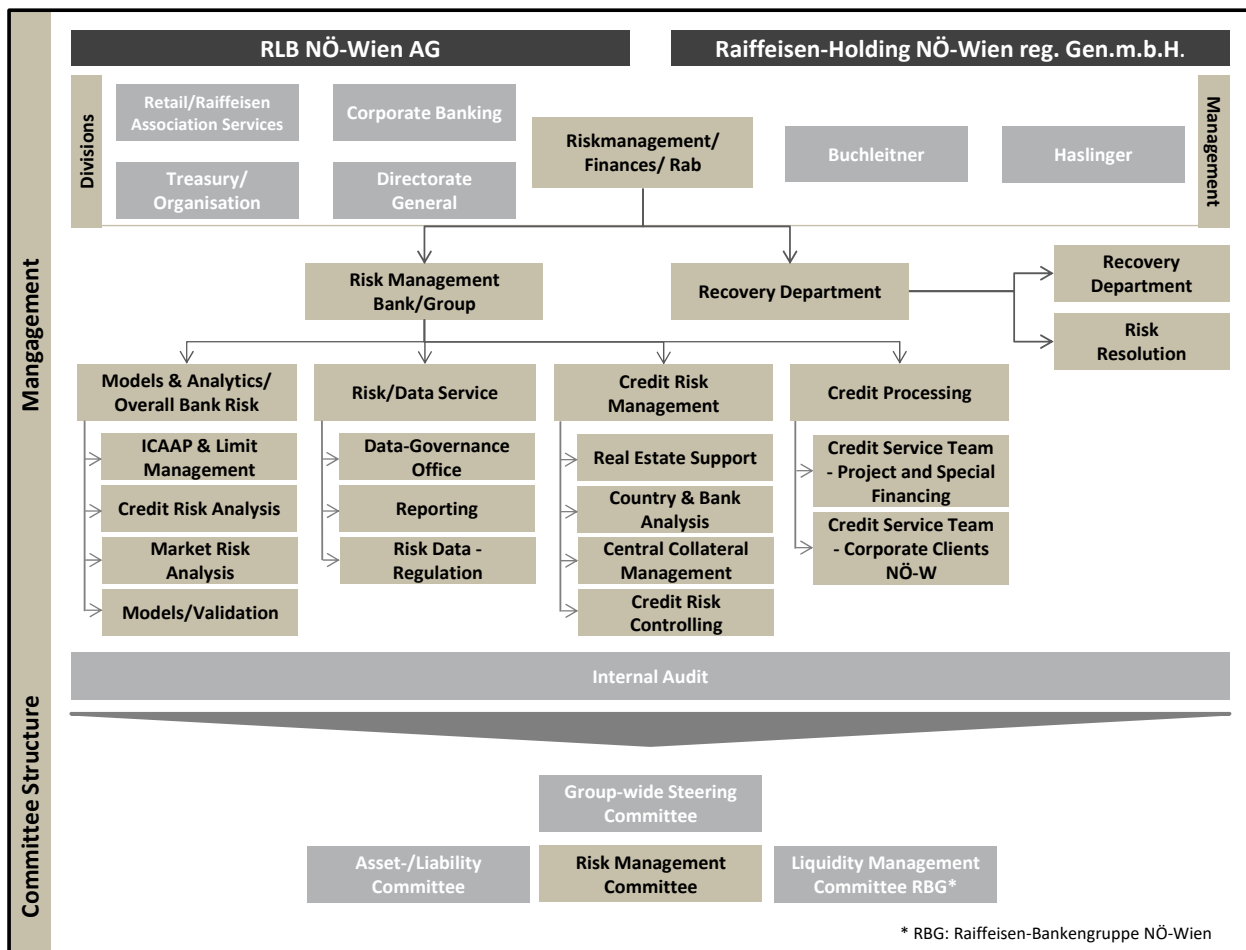 RLB NÖ-Wien AG
Raiffeisen-Holding NÖ-Wien reg. Gen.m.b.H.
Divisions
Retail/Raiffeisen
Association Services
Corporate Banking
Treasury/
Organisation
Directorate
General
Riskmanagement/
Finances/ Rab
Buchleitner
Haslinger
Management
Mangagement
Risk Management
Bank/Group
Recovery Department
Recovery
Department
Risk
Resolution
Models & Analytics/
Overall Bank Risk
ICAAP & Limit
Management
Credit Risk Analysis
Market Risk
Analysis
Models/Validation
Risk/Data Service
Data-Governance
Office
Reporting
Risk Data -
Regulation
Credit Risk
Management
Real Estate Support
Country & Bank
Analysis
Central Collateral
Management
Credit Risk
Controlling
Credit Processing
Credit Service Team
- Project and Special
Financing
Credit Service Team
- Corporate Clients
NÖ-W
Internal Audit
Committee Structure
Group-wide Steering
Committee
Asset-/Liability
Committee
Risk Management
Committee
Liquidity Management
Committee RBG*
* RBG: Raiffeisen-Bankengruppe NÖ-Wien